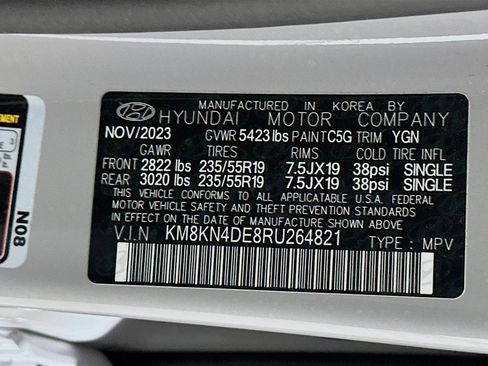 MANUFACTURED IN KOREA BY
HYUNDAI MOTOR COMPANY
NOV/2023 GVWR 5423 lbs PAINT C5G TRIM YGN
GAWR TIRES RIMS COLD TIRE INFL
FRONT 2822 lbs 235/55R19 7.5JX19 38psi SINGLE
REAR 3020 lbs 235/55R19 7.5JX19 38psi SINGLE
THIS VEHICLE CONFORMS TO ALL APPLICABLE U.S.A. FEDERAL
MOTOR VEHICLE SAFETY AND THEFT PREVENTION STANDARDS
IN EFFECT ON THE DATE OF MANUFACTURE SHOWN ABOVE.
V.I.N KM8KN4DE8RU264821 TYPE : MPV
N08